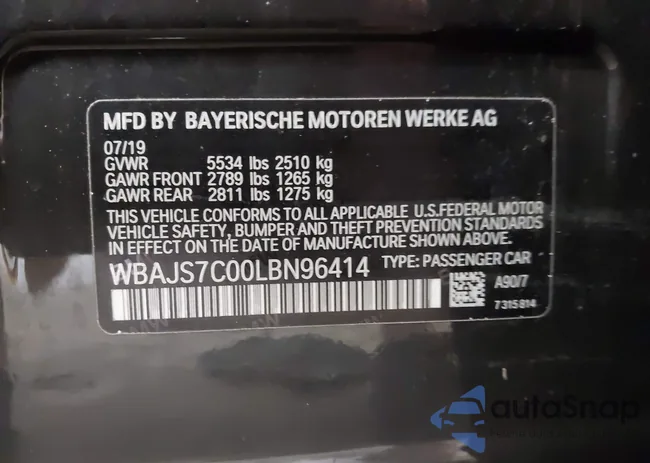 MFD BY BAYERISCHE MOTOREN WERKE AG
07/19
GVWR 5534 lbs 2510 kg
GAWR FRONT 2789 lbs 1265 kg
GAWR REAR 2811 lbs 1275 kg
THIS VEHICLE CONFORMS TO ALL APPLICABLE U.S.FEDERAL MOTOR
VEHICLE SAFETY, BUMPER AND THEFT PREVENTION STANDARDS
IN EFFECT ON THE DATE OF MANUFACTURE SHOWN ABOVE.
WBAJS7C00LBN96414 TYPE: PASSENGER CAR
A90/7
7315814
autoSnap